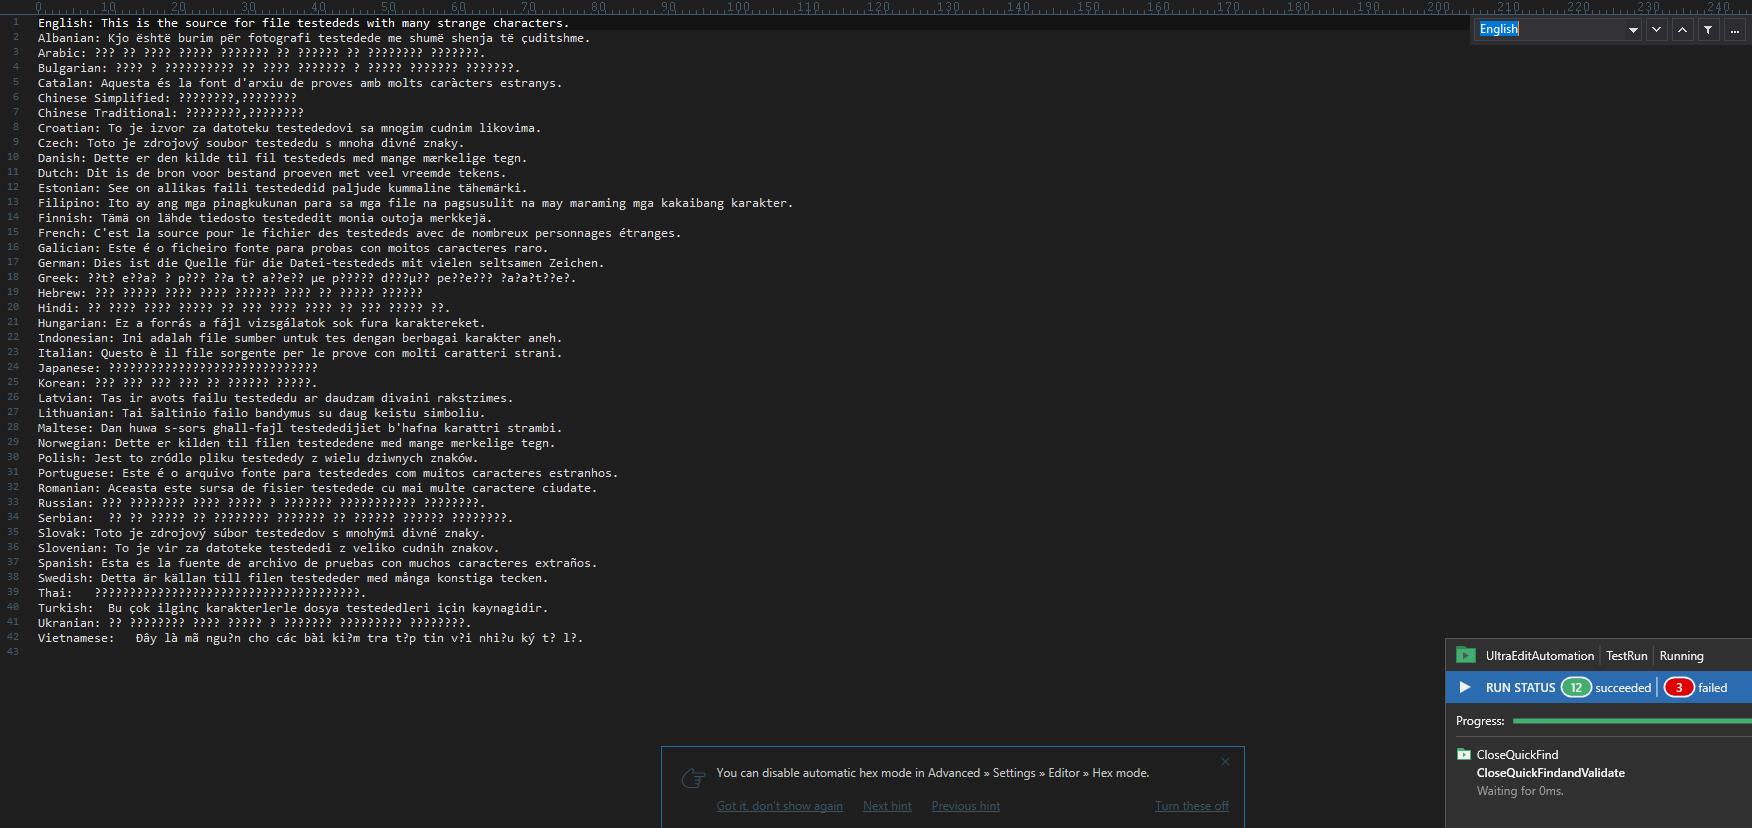 0 10 20 30 40 50 60 70 80 90 100 110 120 130 140 150 160 170 180 190 200 210 220 230 240
1 English: This is the source for file testededs with many strange characters.
2 Albanian: Kjo është burim për fotografi testedede me shumë shenja të çuditshme.
3 Arabic: ??? ?? ???? ????? ??????? ?? ?????? ?? ???????? ???????.
4 Bulgarian: ???? ? ?????????? ?? ???? ??????? ? ????? ??????? ???????.
5 Catalan: Aquesta és la font d'arxiu de proves amb molts caràcters estranys.
6 Chinese Simplified: ????????,????????
7 Chinese Traditional: ????????,????????
8 Croatian: To je izvor za datoteku testededovi sa mnogim cudnim likovima.
9 Czech: Toto je zdrojový soubor testededu s mnoha divné znaky.
10 Danish: Dette er den kilde til fil testededs med mange mærkelige tegn.
11 Dutch: Dit is de bron voor bestand proeven met veel vreemde tekens.
12 Estonian: See on allikas faili testededid paljude kummaline tähemärki.
13 Filipino: Ito ay ang mga pinagkukunan para sa mga file na pagsusulit na may maraming mga kakaibang karakter.
14 Finnish: Tämä on lähde tiedosto testededit monia outoja merkkejä.
15 French: C'est la source pour le fichier des testededs avec de nombreux personnages étranges.
16 Galician: Este é o ficheiro fonte para probas con moitos caracteres raro.
17 German: Dies ist die Quelle für die Datei-testededs mit vielen seltsamen Zeichen.
18 Greek: ??t? e??a? ? p??? ??a t? a??e?? µe p????? d???µ?? pe??e??? ?a?a?t??e?.
19 Hebrew: ??? ????? ???? ???? ?????? ???? ?? ????? ??????
20 Hindi: ?? ???? ???? ????? ?? ??? ???? ???? ?? ??? ????? ??.
21 Hungarian: Ez a forrás a fájl vizsgálatok sok fura karaktereket.
22 Indonesian: Ini adalah file sumber untuk tes dengan berbagai karakter aneh.
23 Italian: Questo è il file sorgente per le prove con molti caratteri strani.
24 Japanese: ??????????????????????????????
25 Korean: ??? ??? ??? ??? ?? ?????? ?????.
26 Latvian: Tas ir avots failu testededu ar daudzam divaini rakstzimes.
27 Lithuanian: Tai šaltinio failo bandymus su daug keistu simboliu.
28 Maltese: Dan huwa s-sors ghall-fajl testededijiet b'hafna karattri strambi.
29 Norwegian: Dette er kilden til filen testededene med mange merkelige tegn.
30 Polish: Jest to zródlo pliku testededy z wielu dziwnych znaków.
31 Portuguese: Este é o arquivo fonte para testededes com muitos caracteres estranhos.
32 Romanian: Aceasta este sursa de fisier testedede cu mai multe caractere ciudate.
33 Russian: ??? ???????? ???? ????? ? ??????? ??????????? ????????.
34 Serbian: ?? ?? ????? ?? ???????? ??????? ?? ?????? ?????? ????????.
35 Slovak: Toto je zdrojový súbor testededov s mnohými divné znaky.
36 Slovenian: To je vir za datoteke testededi z veliko cudnih znakov.
37 Spanish: Esta es la fuente de archivo de pruebas con muchos caracteres extraños.
38 Swedish: Detta är källan till filen testededer med många konstiga tecken.
39 Thai: ??????????????????????????????????????.
40 Turkish: Bu çok ilginç karakterlerle dosya testededleri için kaynagidir.
41 Ukranian: ?? ???????? ???? ????? ? ??????? ????????? ????????.
42 Vietnamese: Đây là mã ngu?n cho các bài ki?m tra t?p tin v?i nhi?u ký t? l?.
43
English
...
UltraEditAutomation TestRun Running
RUN STATUS 12 succeeded 3 failed
Progress:
CloseQuickFind
CloseQuickFindandValidate
Waiting for 0ms.
You can disable automatic hex mode in Advanced » Settings » Editor » Hex mode.
Got it, don't show again Next hint Previous hint Turn these off